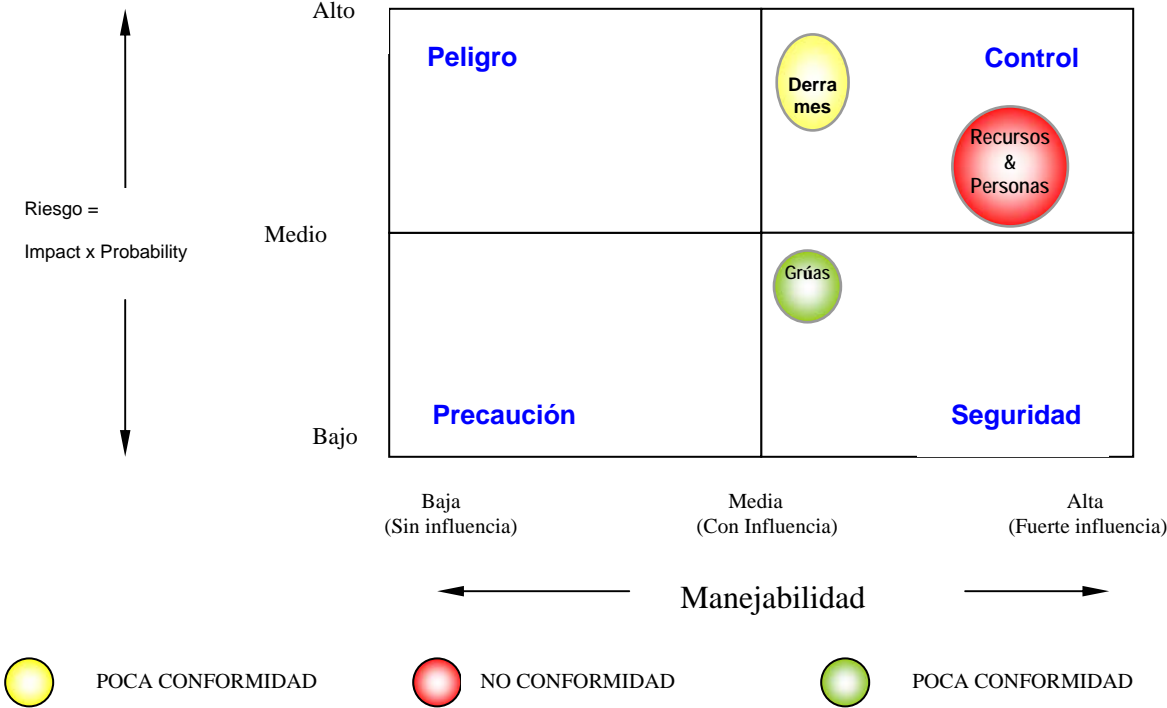 Alto
Peligro
Control
Derra
mes
Recursos
&
Personas
Riesgo =
Impact x Probability
Medio
Grúas
Precaución
Seguridad
Bajo
Baja
(Sin influencia)
Media
(Con Influencia)
Alta
(Fuerte influencia)
Manejabilidad
POCA CONFORMIDAD
NO CONFORMIDAD
POCA CONFORMIDAD